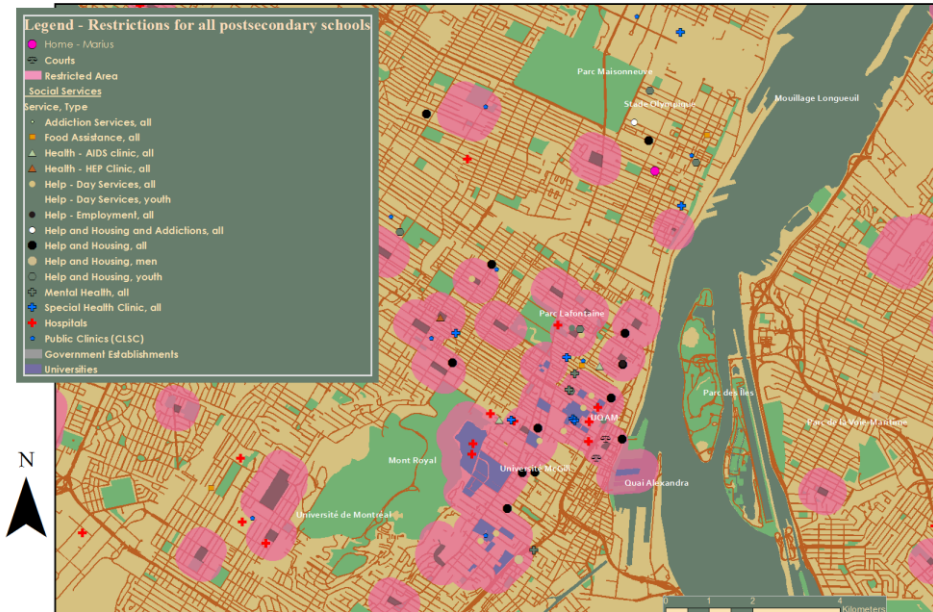 Legend - Restrictions for all postsecondary schools
Home - Marius
Courts
Restricted Area
Social Services
Service, Type
Addiction Services, all
Food Assistance, all
Health - AIDS clinic, all
Health - HEP Clinic, all
Help - Day Services, all
Help - Day Services, youth
Help - Employment, all
Help and Housing and Addictions, all
Help and Housing, all
Help and Housing, men
Help and Housing, youth
Mental Health, all
Special Health Clinic, all
Hospitals
Public Clinics (CLSC)
Government Establishments
Universities
Parc Maisonneuve
Mouillage Longueuil
Stade Olympique
Parc Lafontaine
Parc des Îles
UQAM
Parc de la Voie-Maritime
Mont Royal
Université McGill
Quai Alexandra
Université de Montréal
N
0 1 2 4
Kilometers